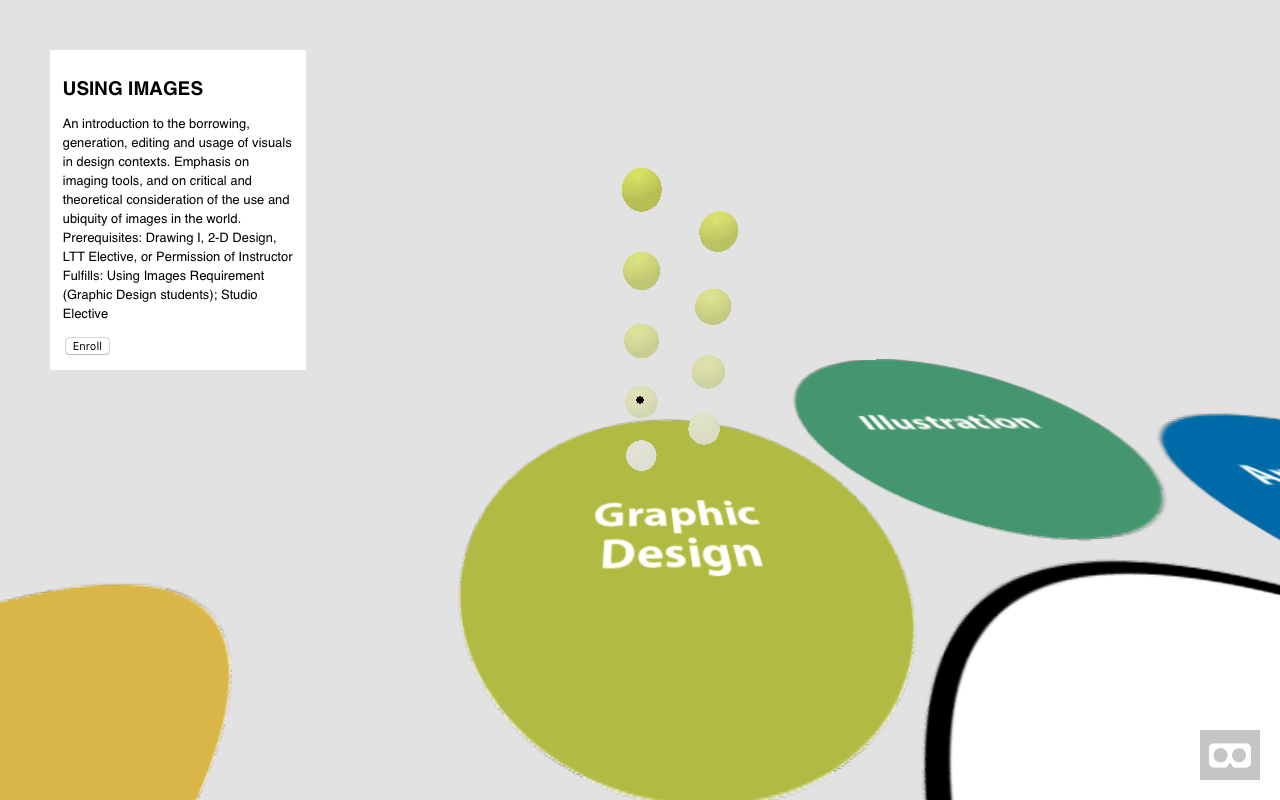 USING IMAGES
An introduction to the borrowing,
generation, editing and usage of visuals
in design contexts. Emphasis on
imaging tools, and on critical and
theoretical consideration of the use and
ubiquity of images in the world.
Prerequisites: Drawing I, 2-D Design,
LTT Elective, or Permission of Instructor
Fulfills: Using Images Requirement
(Graphic Design students); Studio
Elective
Enroll
Illustration
Graphic
Design